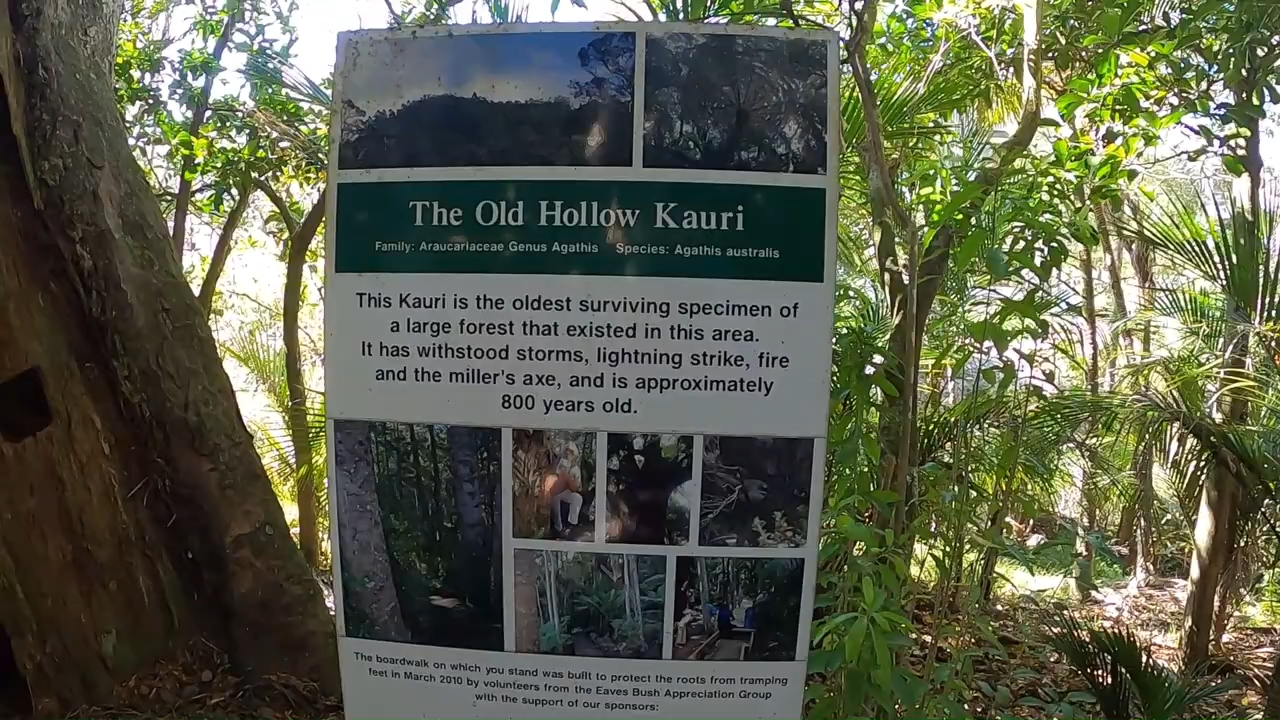 The Old Hollow Kauri
Family: Araucariaceae Genus Agathis Species: Agathis australis
This Kauri is the oldest surviving specimen of
a large forest that existed in this area.
It has withstood storms, lightning strike, fire
and the miller's axe, and is approximately
800 years old.
The boardwalk on which you stand was built to protect the roots from tramping
feet in March 2010 by volunteers from the Eaves Bush Appreciation Group
with the support of our sponsors: